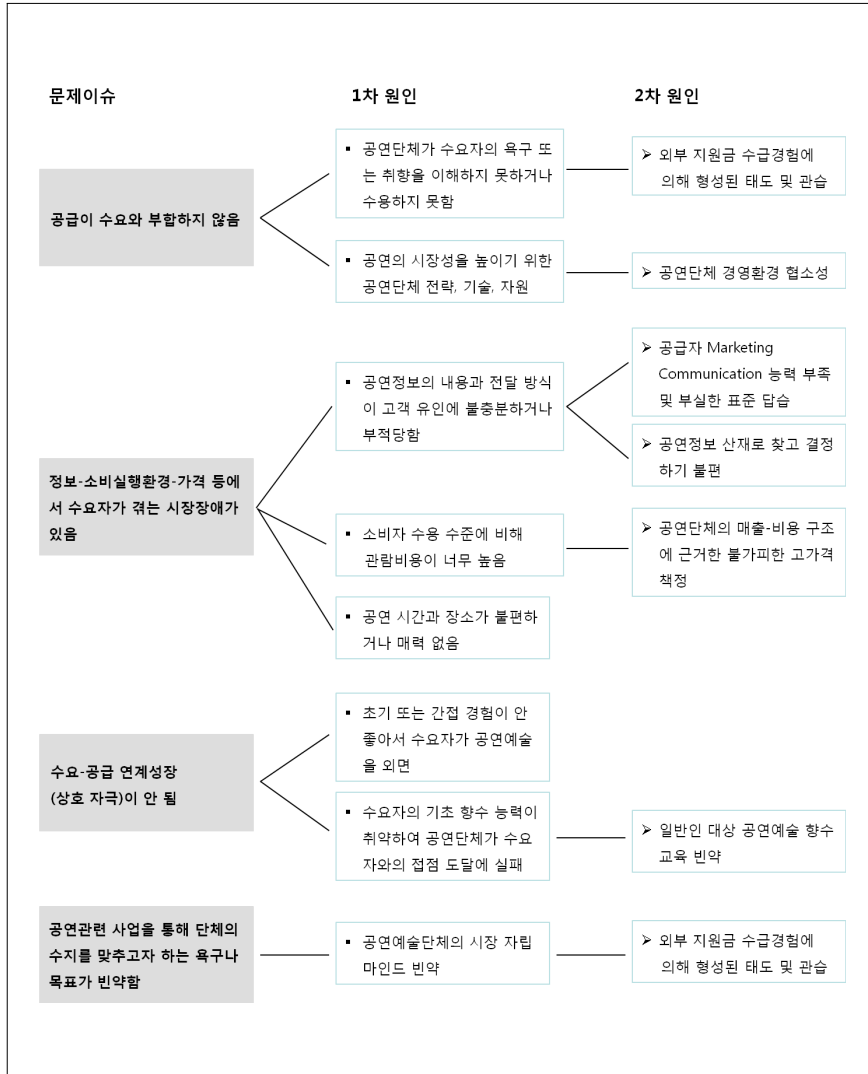 문제이슈
1차 원인
2차 원인
공급이 수요와 부합하지 않음
▪ 공연단체가 수요자의 욕구 또
는 취향을 이해하지 못하거나
수용하지 못함
➢ 외부 지원금 수급경험에
의해 형성된 태도 및 관습
▪ 공연의 시장성을 높이기 위한
공연단체 전략, 기술, 자원
➢ 공연단체 경영환경 협소성
정보-소비실행환경-가격 등에
서 수요자가 겪는 시장장애가
있음
▪ 공연정보의 내용과 전달 방식
이 고객 유인에 불충분하거나
부적당함
➢ 공급자 Marketing
Communication 능력 부족
및 부실한 표준 답습
➢ 공연정보 산재로 찾고 결정
하기 불편
▪ 소비자 수용 수준에 비해
관람비용이 너무 높음
➢ 공연단체의 매출-비용 구조
에 근거한 불가피한 고가격
책정
▪ 공연 시간과 장소가 불편하
거나 매력 없음
수요-공급 연계성장
(상호 자극)이 안 됨
▪ 초기 또는 간접 경험이 안
좋아서 수요자가 공연예술
을 외면
▪ 수요자의 기초 향수 능력이
취약하여 공연단체가 수요
자와의 접점 도달에 실패
➢ 일반인 대상 공연예술 향수
교육 빈약
공연관련 사업을 통해 단체의
수지를 맞추고자 하는 욕구나
목표가 빈약함
▪ 공연예술단체의 시장 자립
마인드 빈약
➢ 외부 지원금 수급경험에
의해 형성된 태도 및 관습